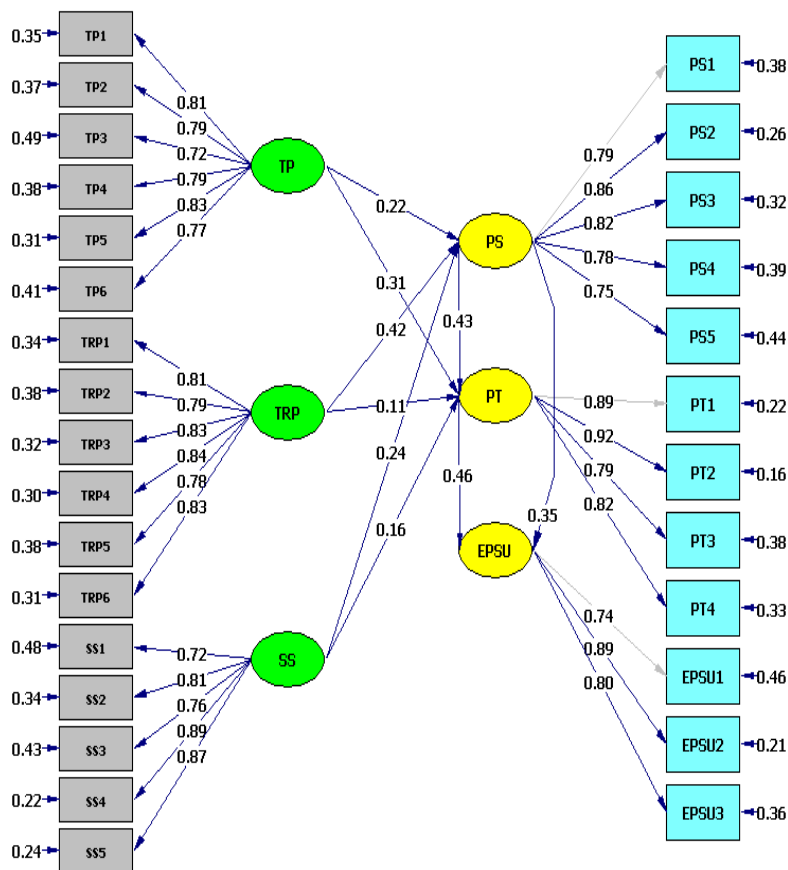 0.35 TP1
0.37 TP2
0.49 TP3
0.38 TP4
0.31 TP5
0.41 TP6
0.34 TRP1
0.38 TRP2
0.32 TRP3
0.30 TRP4
0.38 TRP5
0.31 TRP6
0.48 SS1
0.34 SS2
0.43 SS3
0.22 SS4
0.24 SS5
0.81
0.79
0.72
0.79
0.83
0.77
0.81
0.79
0.83
0.84
0.78
0.83
0.72
0.81
0.76
0.89
0.87
TP
TRP
SS
0.22
0.31
0.42
0.11
0.24
0.16
PS
0.43
PT
0.46
0.35
EPSU
0.79
0.86
0.82
0.78
0.75
0.89
0.92
0.79
0.82
0.74
0.89
0.80
PS1 0.38
PS2 0.26
PS3 0.32
PS4 0.39
PS5 0.44
PT1 0.22
PT2 0.16
PT3 0.38
PT4 0.33
EPSU1 0.46
EPSU2 0.21
EPSU3 0.36